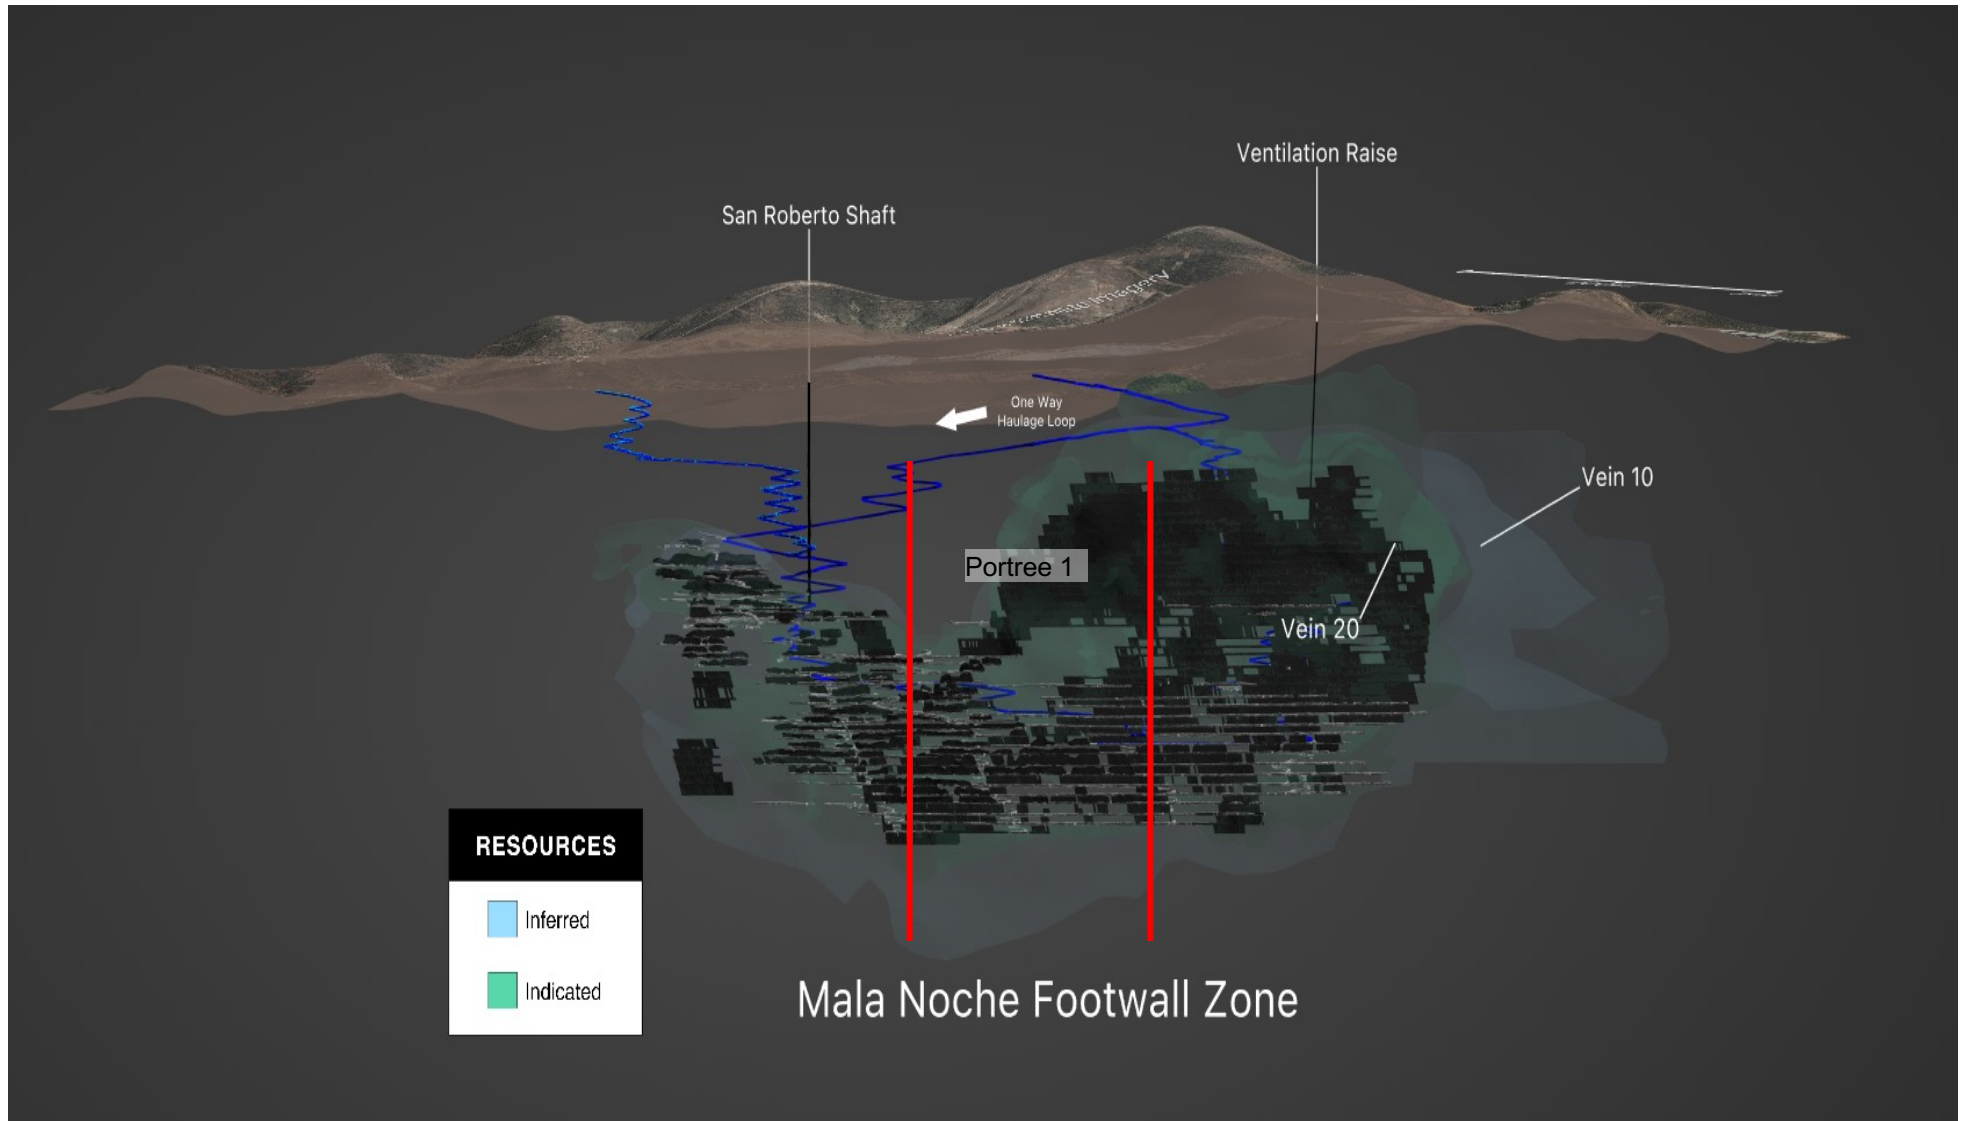 Ventilation Raise
San Roberto Shaft
One Way
Haulage Loop
Vein 10
Portree 1
Vein 20
RESOURCES
Inferred
Indicated
Mala Noche Footwall Zone